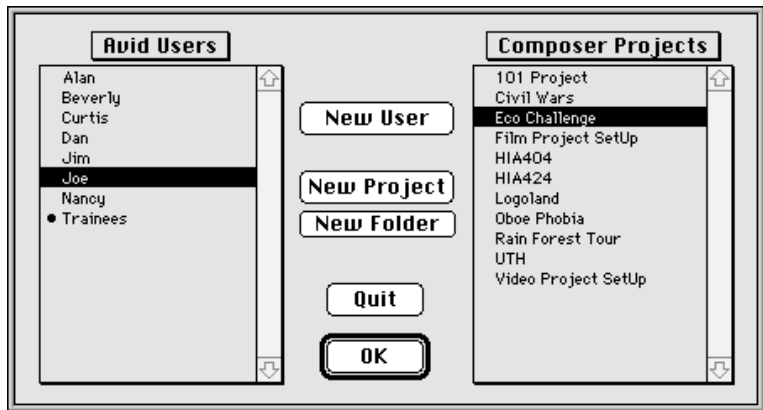 Avid Users
Alan
Beverly
Curtis
Dan
Jim
Joe
Nancy
● Trainees
New User
New Project
New Folder
Quit
OK
Composer Projects
101 Project
Civil Wars
Eco Challenge
Film Project SetUp
HIA404
HIA424
Logoland
Oboe Phobia
Rain Forest Tour
UTH
Video Project SetUp